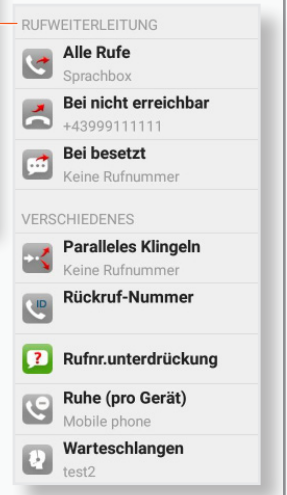 RUFWEITERLEITUNG
Alle Rufe
Sprachbox
Bei nicht erreichbar
+43999111111
Bei besetzt
Keine Rufnummer
VERSCHIEDENES
Paralleles Klingeln
Keine Rufnummer
ID
Rückruf-Nummer
?
Rufnr.unterdrückung
Ruhe (pro Gerät)
Mobile phone
Warteschlangen
test2